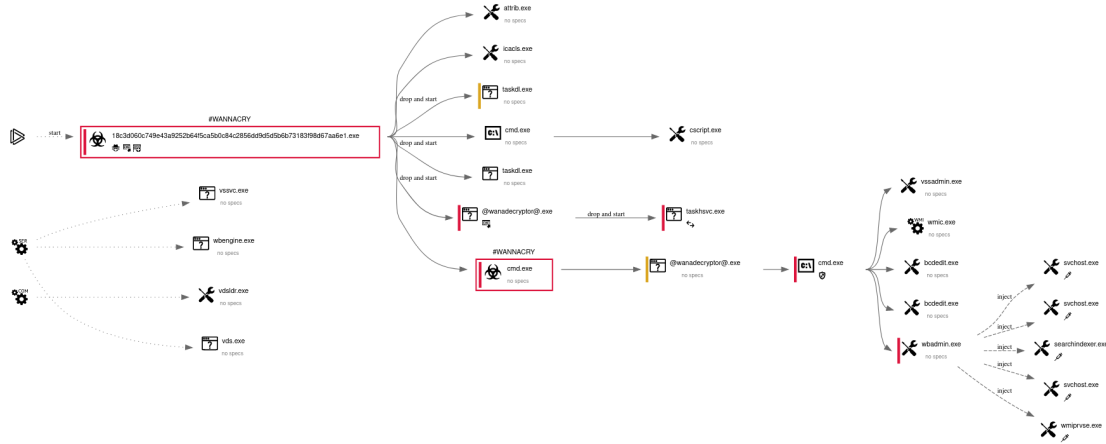 start
#WANNACRY
18c3d060c749e43a9252b64f5ca5b0c84c2856dd9d5d5b6b73183f98d67aa6e1.exe
drop and start
drop and start
drop and start
attrib.exe
no specs
icacls.exe
no specs
taskdl.exe
no specs
C:\
cmd.exe
no specs
cscript.exe
no specs
taskdl.exe
no specs
@wanadecryptor@.exe
drop and start
taskhsvc.exe
#WANNACRY
cmd.exe
no specs
@wanadecryptor@.exe
no specs
C:\
cmd.exe
vssadmin.exe
no specs
WMI
wmic.exe
no specs
bcdedit.exe
no specs
bcdedit.exe
no specs
wbadmin.exe
no specs
inject
inject
inject
inject
inject
svchost.exe
svchost.exe
searchindexer.exe
svchost.exe
wmiprvse.exe
SER
COM
vssvc.exe
no specs
wbengine.exe
no specs
vdsldr.exe
no specs
vds.exe
no specs